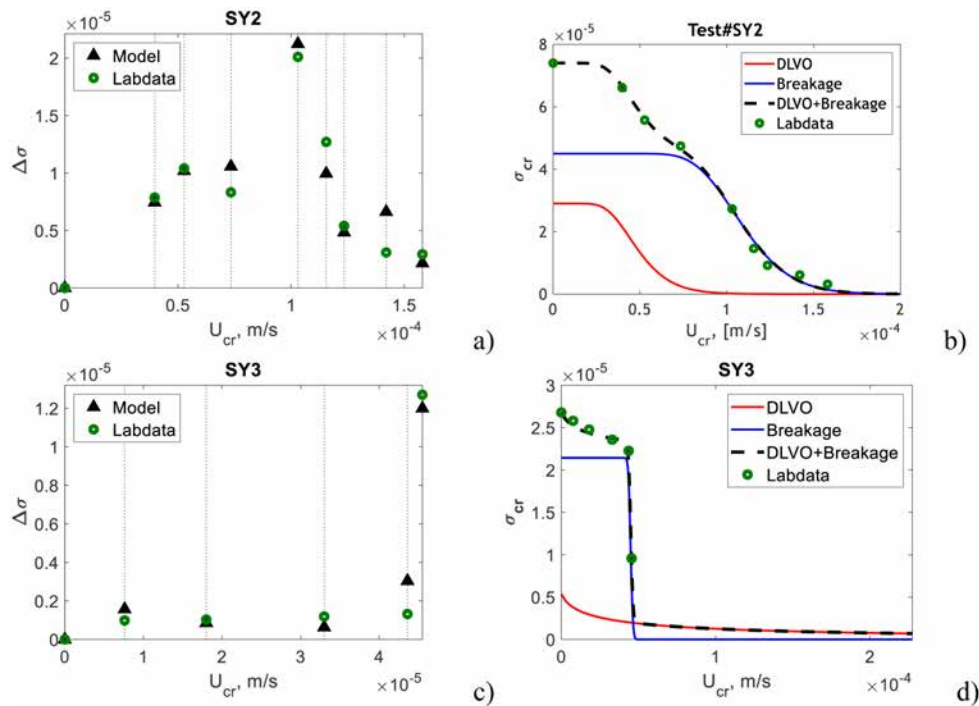 SY2
×10⁻⁵
Model
Labdata
2
1.5
1
0.5
0
Δσ
0 0.5 1 1.5
×10⁻⁴
U_cr, m/s
a)
Test#SY2
×10⁻⁵
DLVO
Breakage
DLVO+Breakage
Labdata
8
6
4
2
0
σ_cr
0 0.5 1 1.5 2
×10⁻⁴
U_cr, [m/s]
b)
SY3
×10⁻⁵
Model
Labdata
1.2
1
0.8
0.6
0.4
0.2
0
Δσ
0 1 2 3 4
×10⁻⁵
U_cr, m/s
c)
SY3
×10⁻⁵
DLVO
Breakage
DLVO+Breakage
Labdata
3
2.5
2
1.5
1
0.5
0
σ_cr
0 1 2
×10⁻⁴
U_cr, m/s
d)